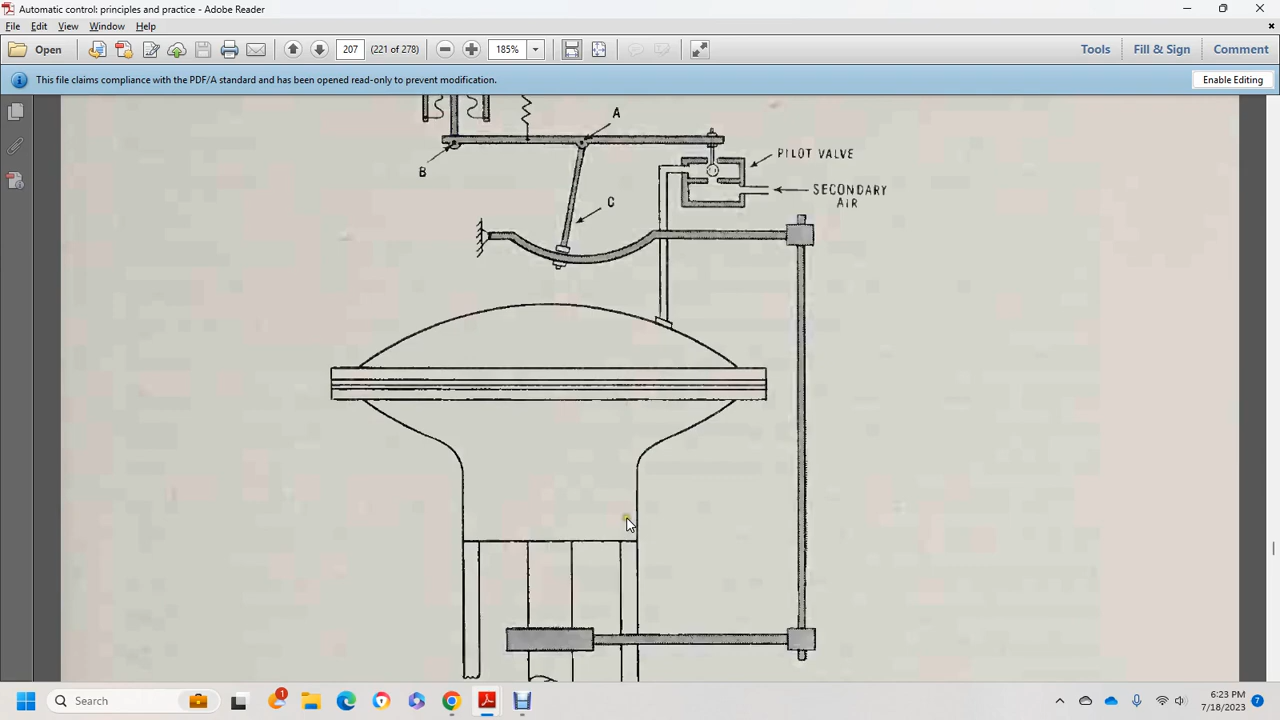 Automatic control: principles and practice - Adobe Reader
File Edit View Window Help
Open 207 (221 of 278) 185% Tools Fill & Sign Comment
This file claims compliance with the PDF/A standard and has been opened read-only to prevent modification. Enable Editing
A
B
C
PILOT VALVE
SECONDARY
AIR
Search
1
6:23 PM
7/18/2023
7